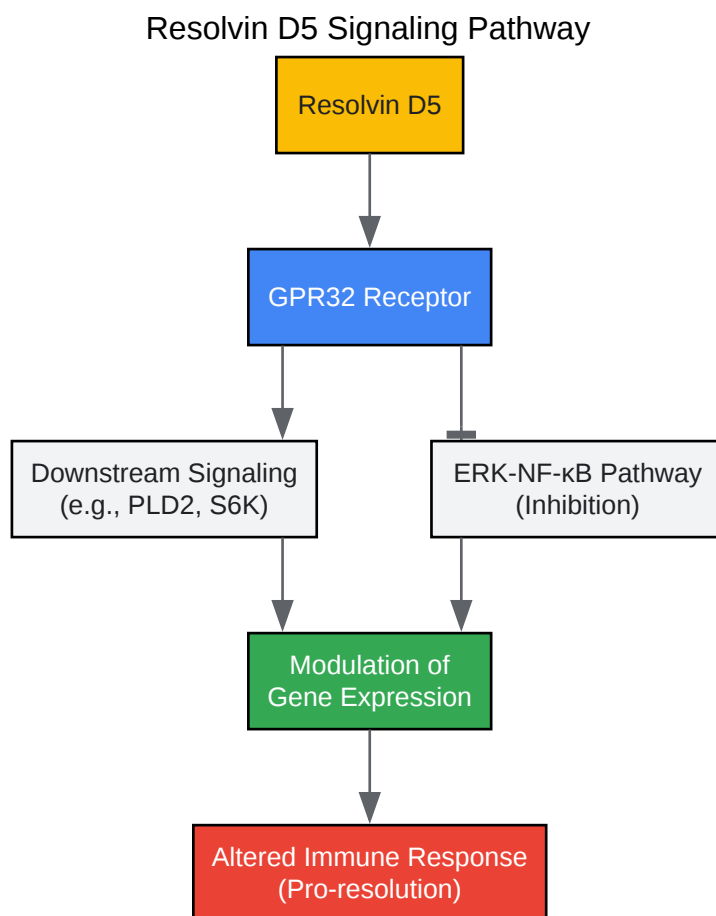 Resolvin D5 Signaling Pathway
Resolvin D5
GPR32 Receptor
Downstream Signaling
(e.g., PLD2, S6K)
ERK-NF-κB Pathway
(Inhibition)
Modulation of
Gene Expression
Altered Immune Response
(Pro-resolution)